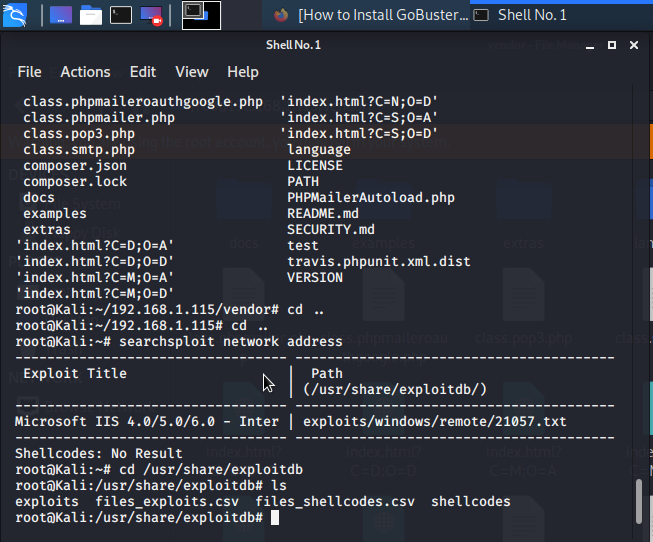 [How to Install GoBuster... Shell No. 1
Shell No. 1
File Actions Edit View Help
class.phpmaileroauthgoogle.php 'index.html?C=N;O=D'
class.phpmailer.php 'index.html?C=S;O=A'
class.pop3.php 'index.html?C=S;O=D'
class.smtp.php language
composer.json LICENSE
composer.lock PATH
docs PHPMailerAutoload.php
examples README.md
extras SECURITY.md
'index.html?C=D;O=A' test
'index.html?C=D;O=D' travis.phpunit.xml.dist
'index.html?C=M;O=A' VERSION
'index.html?C=M;O=D'
root@Kali:~/192.168.1.115/vendor# cd ..
root@Kali:~/192.168.1.115# cd ..
root@Kali:~# searchsploit network address
--------------------------------------- ----------------------------------------
Exploit Title | Path
| (/usr/share/exploitdb/)
--------------------------------------- ----------------------------------------
Microsoft IIS 4.0/5.0/6.0 - Inter | exploits/windows/remote/21057.txt
--------------------------------------- ----------------------------------------
Shellcodes: No Result
root@Kali:~# cd /usr/share/exploitdb
root@Kali:/usr/share/exploitdb# ls
exploits files_exploits.csv files_shellcodes.csv shellcodes
root@Kali:/usr/share/exploitdb#